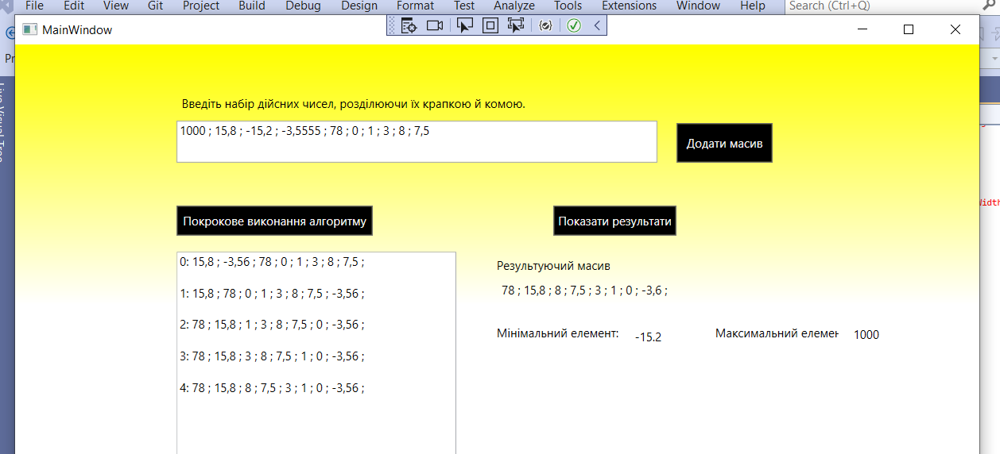 File Edit View Git Project Build Debug Design Format Test Analyze Tools Extensions Window Help Search (Ctrl+Q)
MainWindow
Pr
Live Visual Tree
Введіть набір дійсних чисел, розділюючи їх крапкою й комою.
1000 ; 15,8 ; -15,2 ; -3,5555 ; 78 ; 0 ; 1 ; 3 ; 8 ; 7,5
Додати масив
Width
Покрокове виконання алгоритму
Показати результати
0: 15,8 ; -3,56 ; 78 ; 0 ; 1 ; 3 ; 8 ; 7,5 ;
1: 15,8 ; 78 ; 0 ; 1 ; 3 ; 8 ; 7,5 ; -3,56 ;
2: 78 ; 15,8 ; 1 ; 3 ; 8 ; 7,5 ; 0 ; -3,56 ;
3: 78 ; 15,8 ; 3 ; 8 ; 7,5 ; 1 ; 0 ; -3,56 ;
4: 78 ; 15,8 ; 8 ; 7,5 ; 3 ; 1 ; 0 ; -3,56 ;
Результуючий масив
78 ; 15,8 ; 8 ; 7,5 ; 3 ; 1 ; 0 ; -3,6 ;
Мінімальний елемент: -15.2
Максимальний елемен 1000